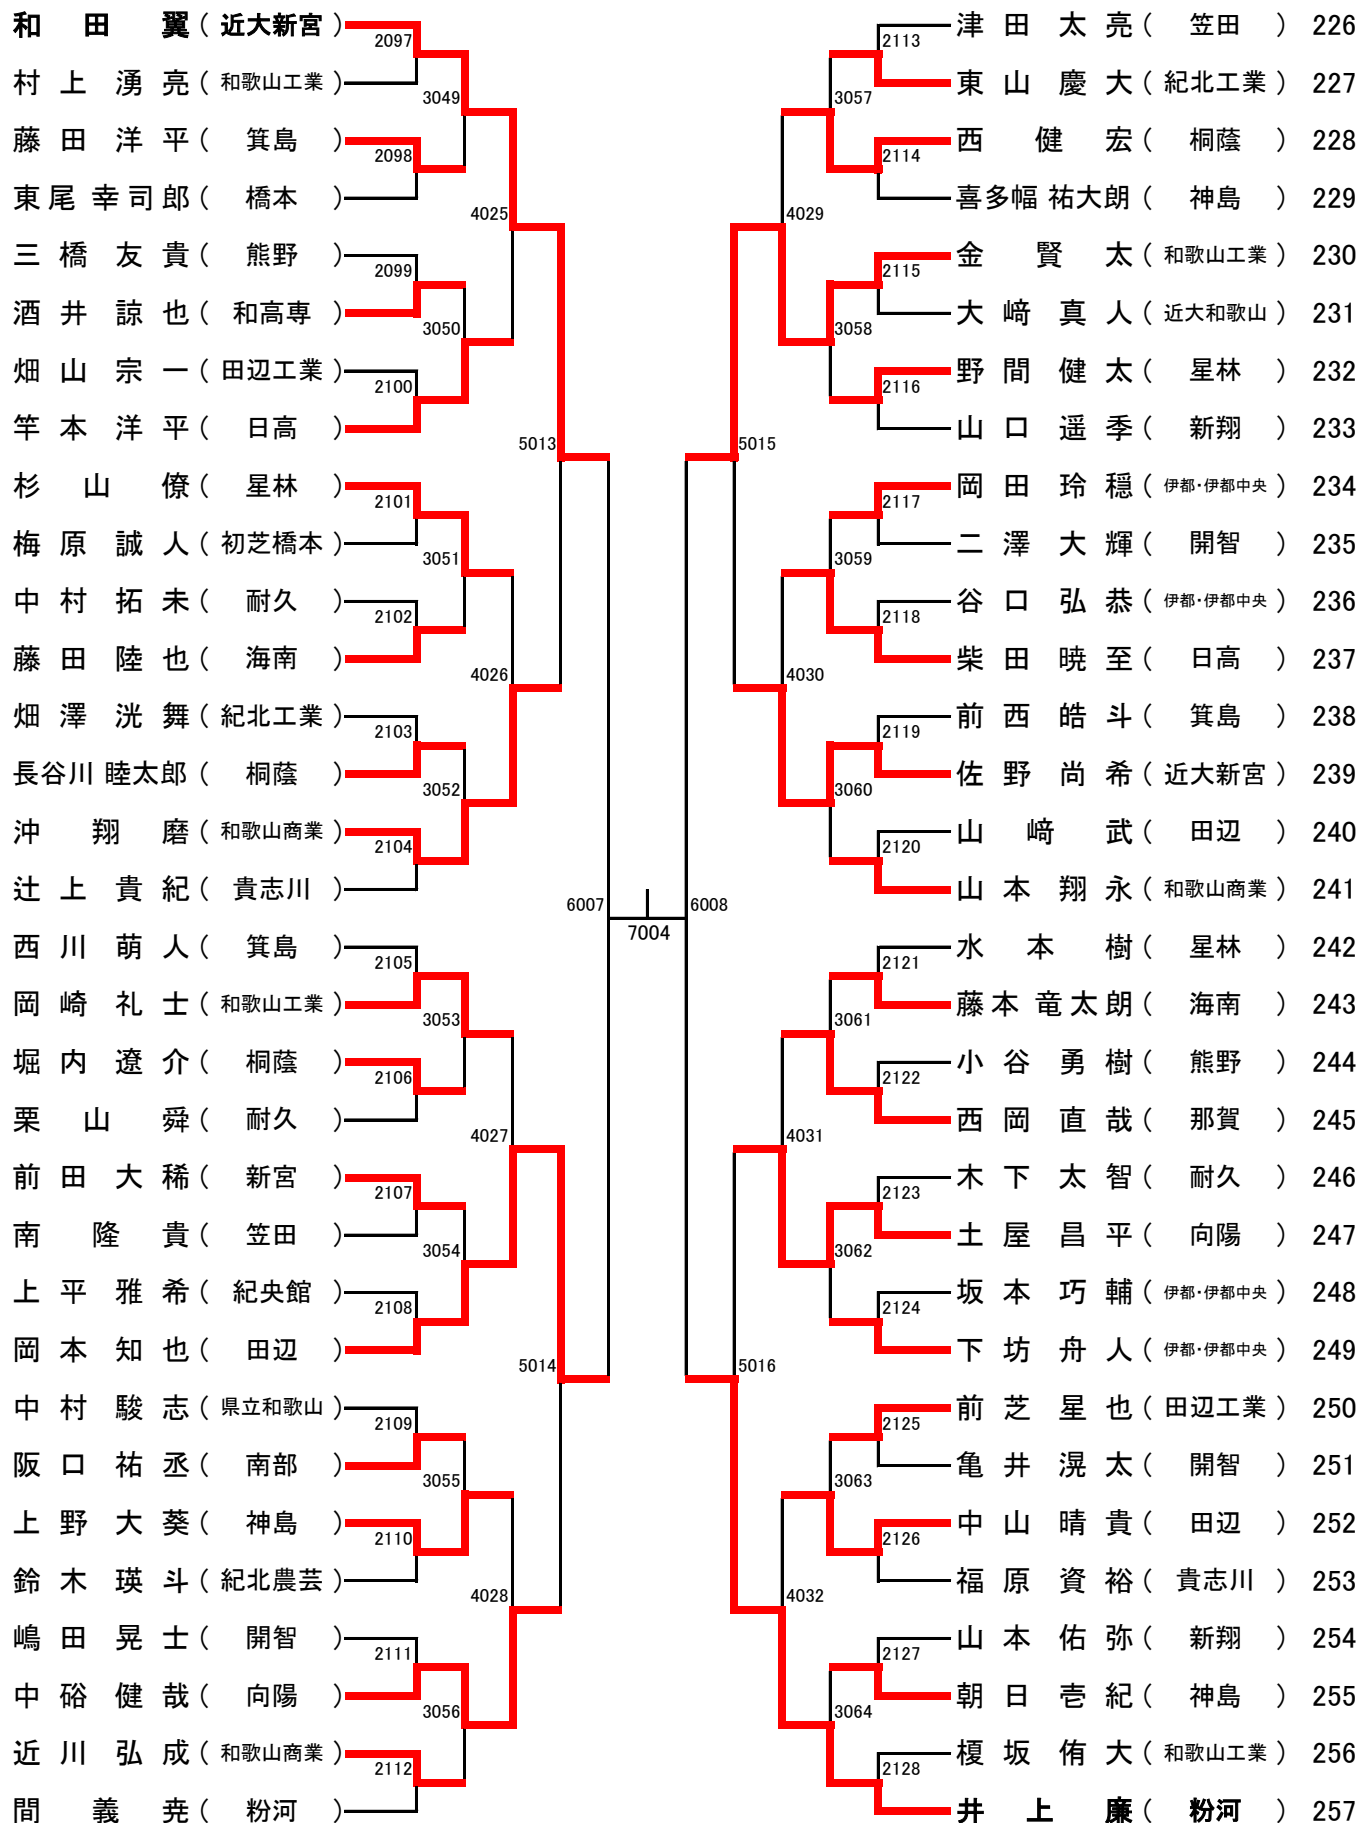 和田翼(近大新宮) 2097 2113 津田太亮(笠田) 226
村上湧亮(和歌山工業) 3049 3057 東山慶大(紀北工業) 227
藤田洋平(箕島) 2098 2114 西健宏(桐蔭) 228
東尾幸司郎(橋本) 4025 4029 喜多幅祐大朗(神島) 229
三橋友貴(熊野) 2099 2115 金賢太(和歌山工業) 230
酒井諒也(和高専) 3050 3058 大﨑真人(近大和歌山) 231
畑山宗一(田辺工業) 2100 2116 野間健太(星林) 232
竿本洋平(日高) 5013 5015 山口遥季(新翔) 233
杉山僚(星林) 2101 2117 岡田玲穏(伊都・伊都中央) 234
梅原誠人(初芝橋本) 3051 3059 二澤大輝(開智) 235
中村拓未(耐久) 2102 2118 谷口弘恭(伊都・伊都中央) 236
藤田陸也(海南) 4026 4030 柴田暁至(日高) 237
畑澤洸舞(紀北工業) 2103 2119 前西皓斗(箕島) 238
長谷川睦太郎(桐蔭) 3052 3060 佐野尚希(近大新宮) 239
沖翔磨(和歌山商業) 2104 2120 山﨑武(田辺) 240
辻上貴紀(貴志川) 6007 7004 6008 山本翔永(和歌山商業) 241
西川萌人(箕島) 2105 2121 水本樹(星林) 242
岡崎礼士(和歌山工業) 3053 3061 藤本竜太朗(海南) 243
堀内遼介(桐蔭) 2106 2122 小谷勇樹(熊野) 244
栗山舜(耐久) 4027 4031 西岡直哉(那賀) 245
前田大稀(新宮) 2107 2123 木下太智(耐久) 246
南隆貴(笠田) 3054 3062 土屋昌平(向陽) 247
上平雅希(紀央館) 2108 2124 坂本巧輔(伊都・伊都中央) 248
岡本知也(田辺) 5014 5016 下坊舟人(伊都・伊都中央) 249
中村駿志(県立和歌山) 2109 2125 前芝星也(田辺工業) 250
阪口祐丞(南部) 3055 3063 亀井滉太(開智) 251
上野大葵(神島) 2110 2126 中山晴貴(田辺) 252
鈴木瑛斗(紀北農芸) 4028 4032 福原資裕(貴志川) 253
嶋田晃士(開智) 2111 2127 山本佑弥(新翔) 254
中硲健哉(向陽) 3056 3064 朝日壱紀(神島) 255
近川弘成(和歌山商業) 2112 2128 榎坂侑大(和歌山工業) 256
間義尭(粉河) 井上廉(粉河) 257